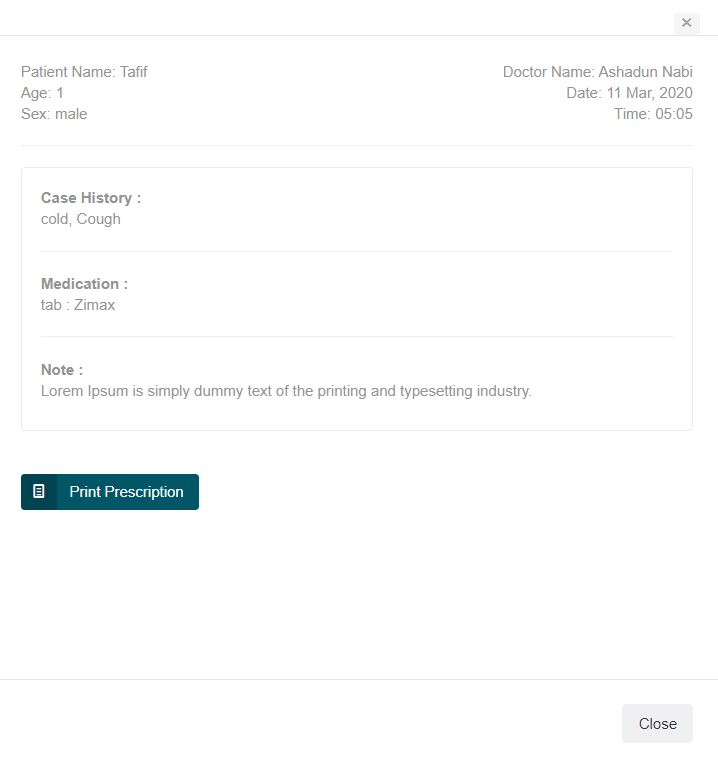 ×
Patient Name: Tafif
Age: 1
Sex: male
Doctor Name: Ashadun Nabi
Date: 11 Mar, 2020
Time: 05:05
Case History :
cold, Cough
Medication :
tab : Zimax
Note :
Lorem Ipsum is simply dummy text of the printing and typesetting industry.
Print Prescription
Close